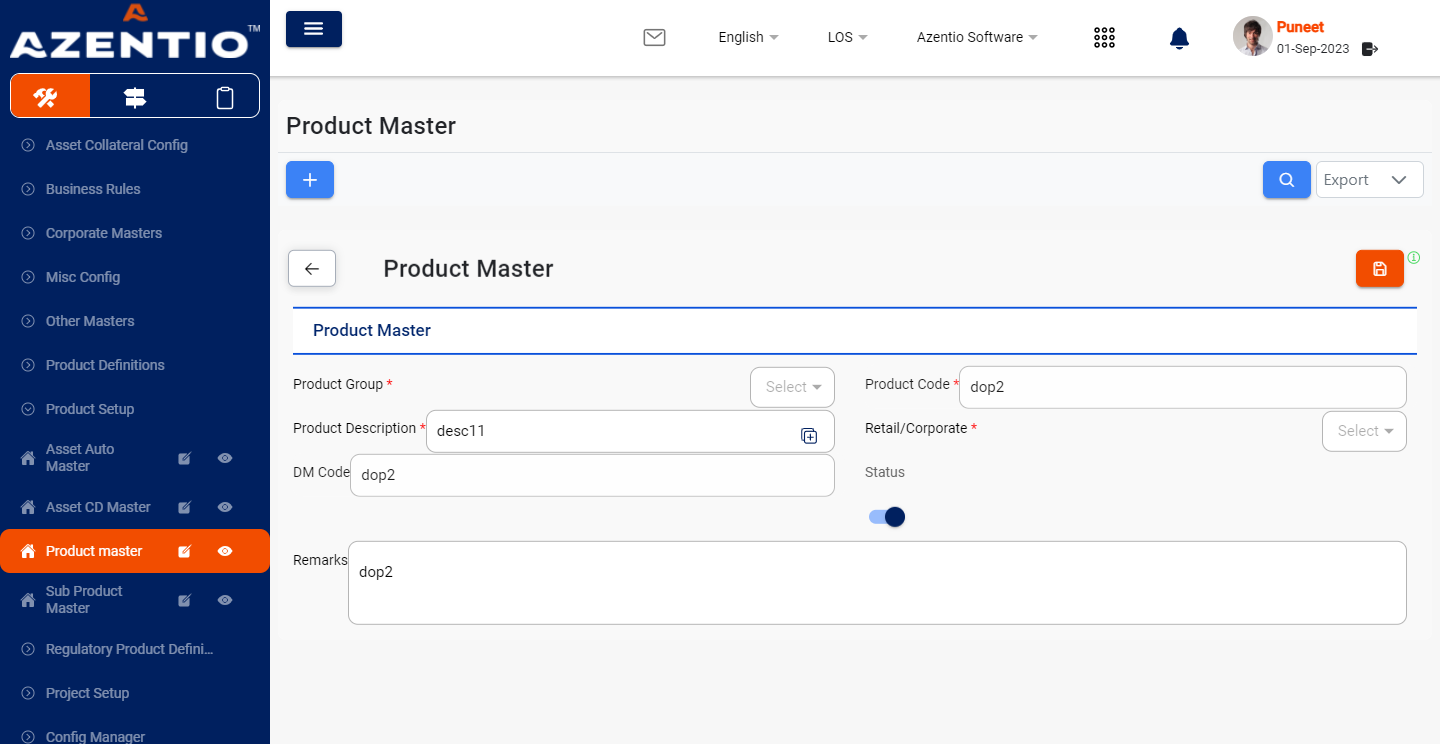 AZENTIO™
Asset Collateral Config
Business Rules
Corporate Masters
Misc Config
Other Masters
Product Definitions
Product Setup
Asset Auto
Master
Asset CD Master
Product master
Sub Product
Master
Regulatory Product Defini...
Project Setup
Config Manager
English
LOS
Azentio Software
Puneet
01-Sep-2023
Product Master
Export
Product Master
Product Master
Product Group *
Select
Product Code *
dop2
Product Description *
desc11
Retail/Corporate *
Select
DM Code
dop2
Status
Remarks
dop2